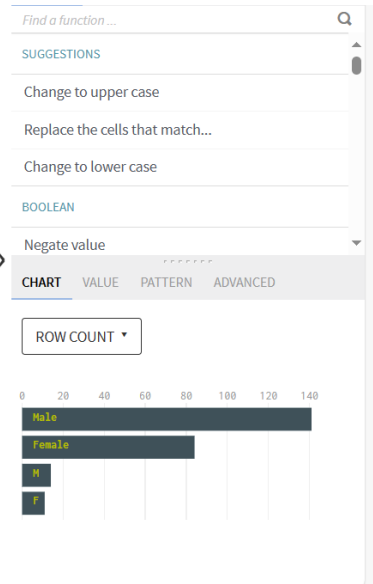 Find a function ...
SUGGESTIONS
Change to upper case
Replace the cells that match...
Change to lower case
BOOLEAN
Negate value
CHART VALUE PATTERN ADVANCED
ROW COUNT
0 20 40 60 80 100 120 140
Male
Female
M
F